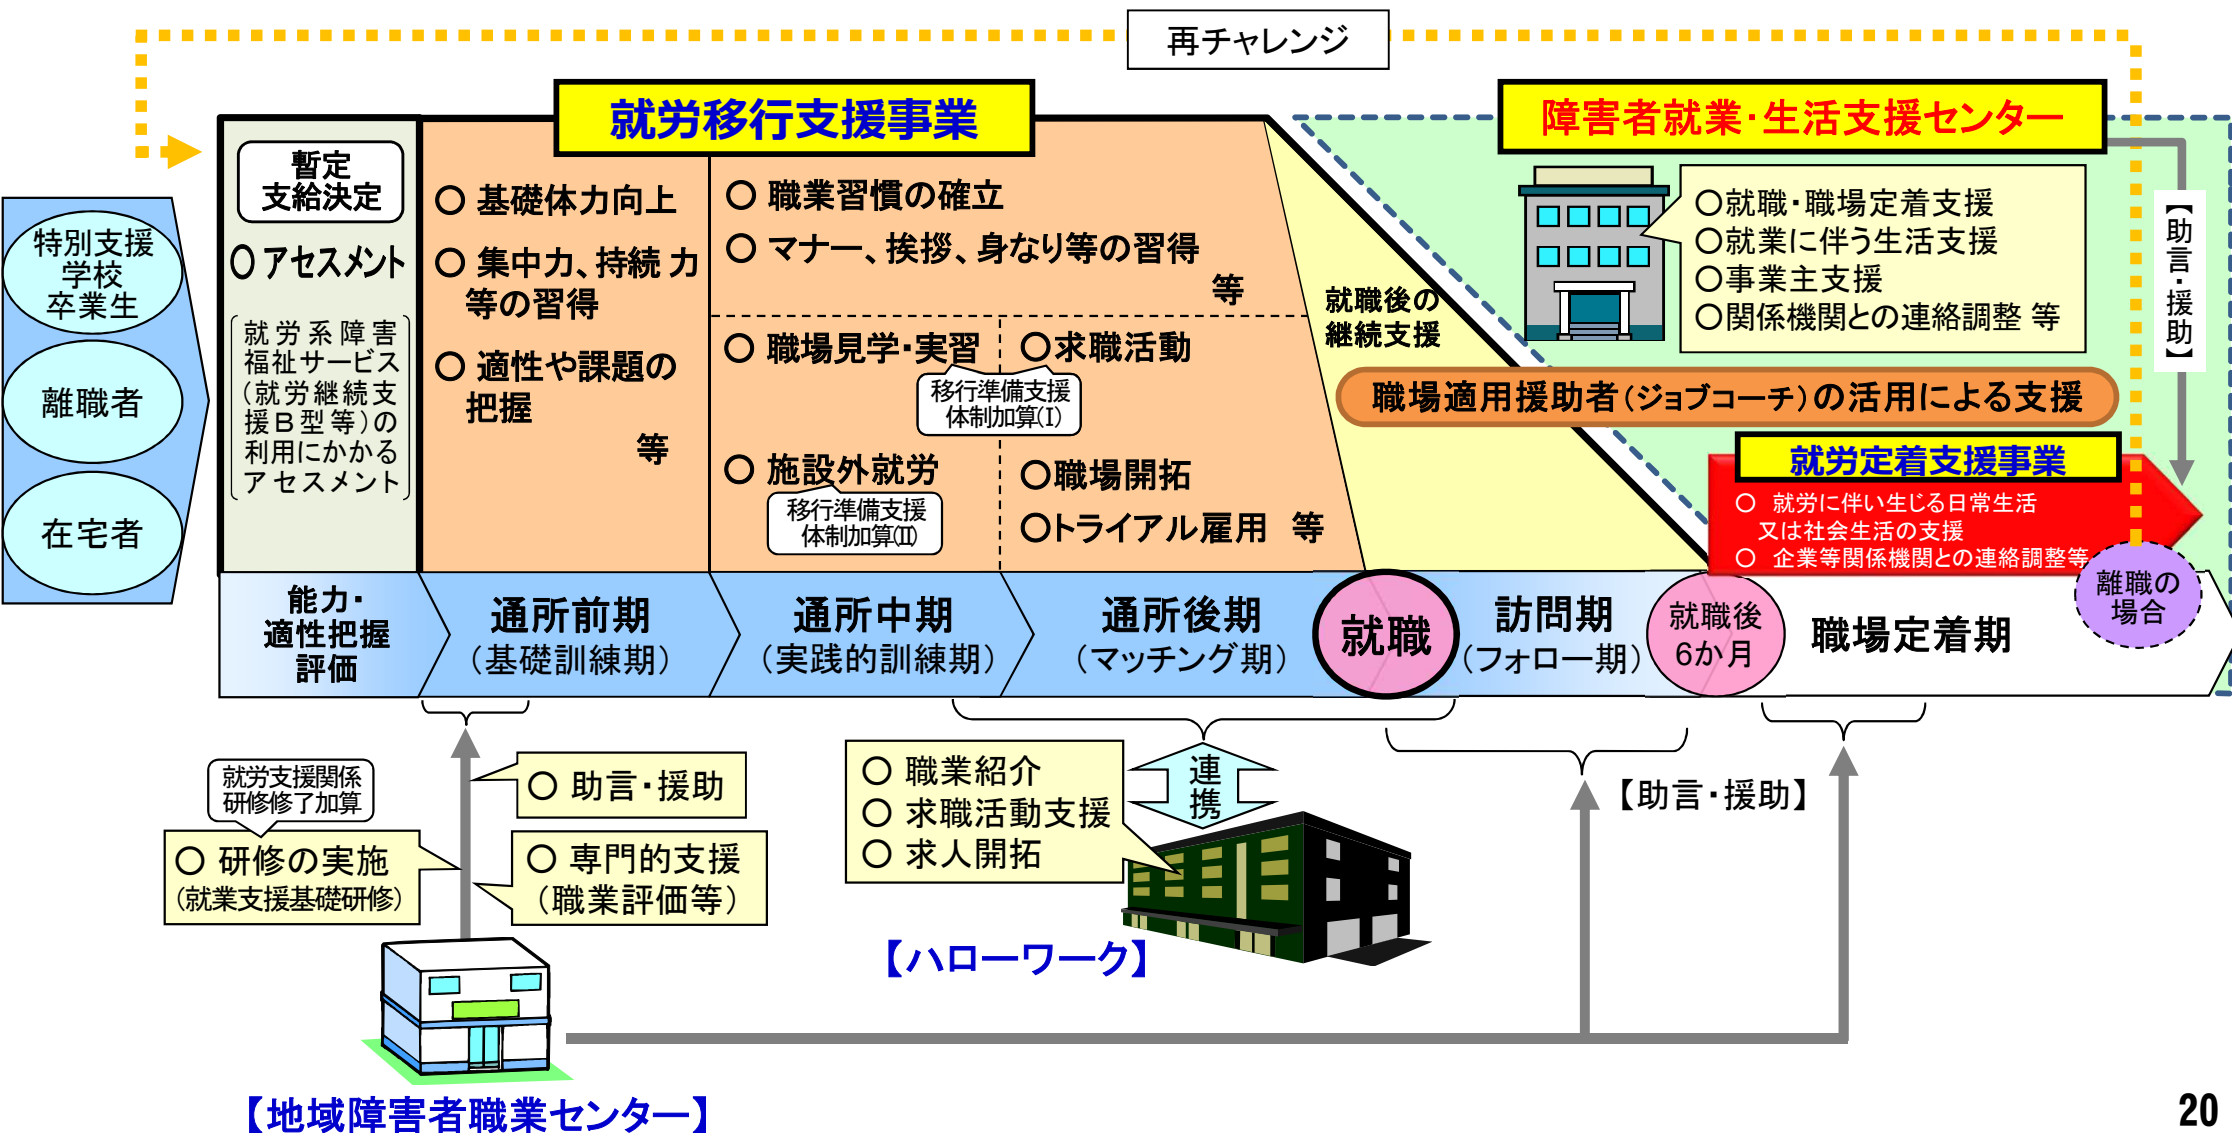 再チャレンジ
就労移行支援事業
障害者就業・生活支援センター
暫定
支給決定
○ アセスメント
就労系障害
福祉サービス
(就労継続支
援B型等)の
利用にかかる
アセスメント
特別支援
学校
卒業生
離職者
在宅者
○ 基礎体力向上
○ 集中力、持続 力
等の習得
○ 適性や課題の
把握
等
○ 職業習慣の確立
○ マナー、挨拶、身なり等の習得
等
○ 職場見学・実習
○ 施設外就労
移行準備支援
体制加算(Ⅱ)
○求職活動
移行準備支援
体制加算(Ⅰ)
○職場開拓
○トライアル雇用 等
就職後の
継続支援
○就職・職場定着支援
○就業に伴う生活支援
○事業主支援
○関係機関との連絡調整 等
【助言・援助】
職場適用援助者(ジョブコーチ)の活用による支援
就労定着支援事業
○ 就労に伴い生じる日常生活
又は社会生活の支援
○ 企業等関係機関との連絡調整等
能力・
適性把握
評価
通所前期
(基礎訓練期)
通所中期
(実践的訓練期)
通所後期
(マッチング期)
就職
訪問期
(フォロー期)
就職後
6か月
職場定着期
離職の
場合
就労支援関係
研修修了加算
○ 研修の実施
(就業支援基礎研修)
○ 助言・援助
○ 専門的支援
(職業評価等)
○ 職業紹介
○ 求職活動支援
○ 求人開拓
連
携
【助言・援助】
【ハローワーク】
【地域障害者職業センター】
20